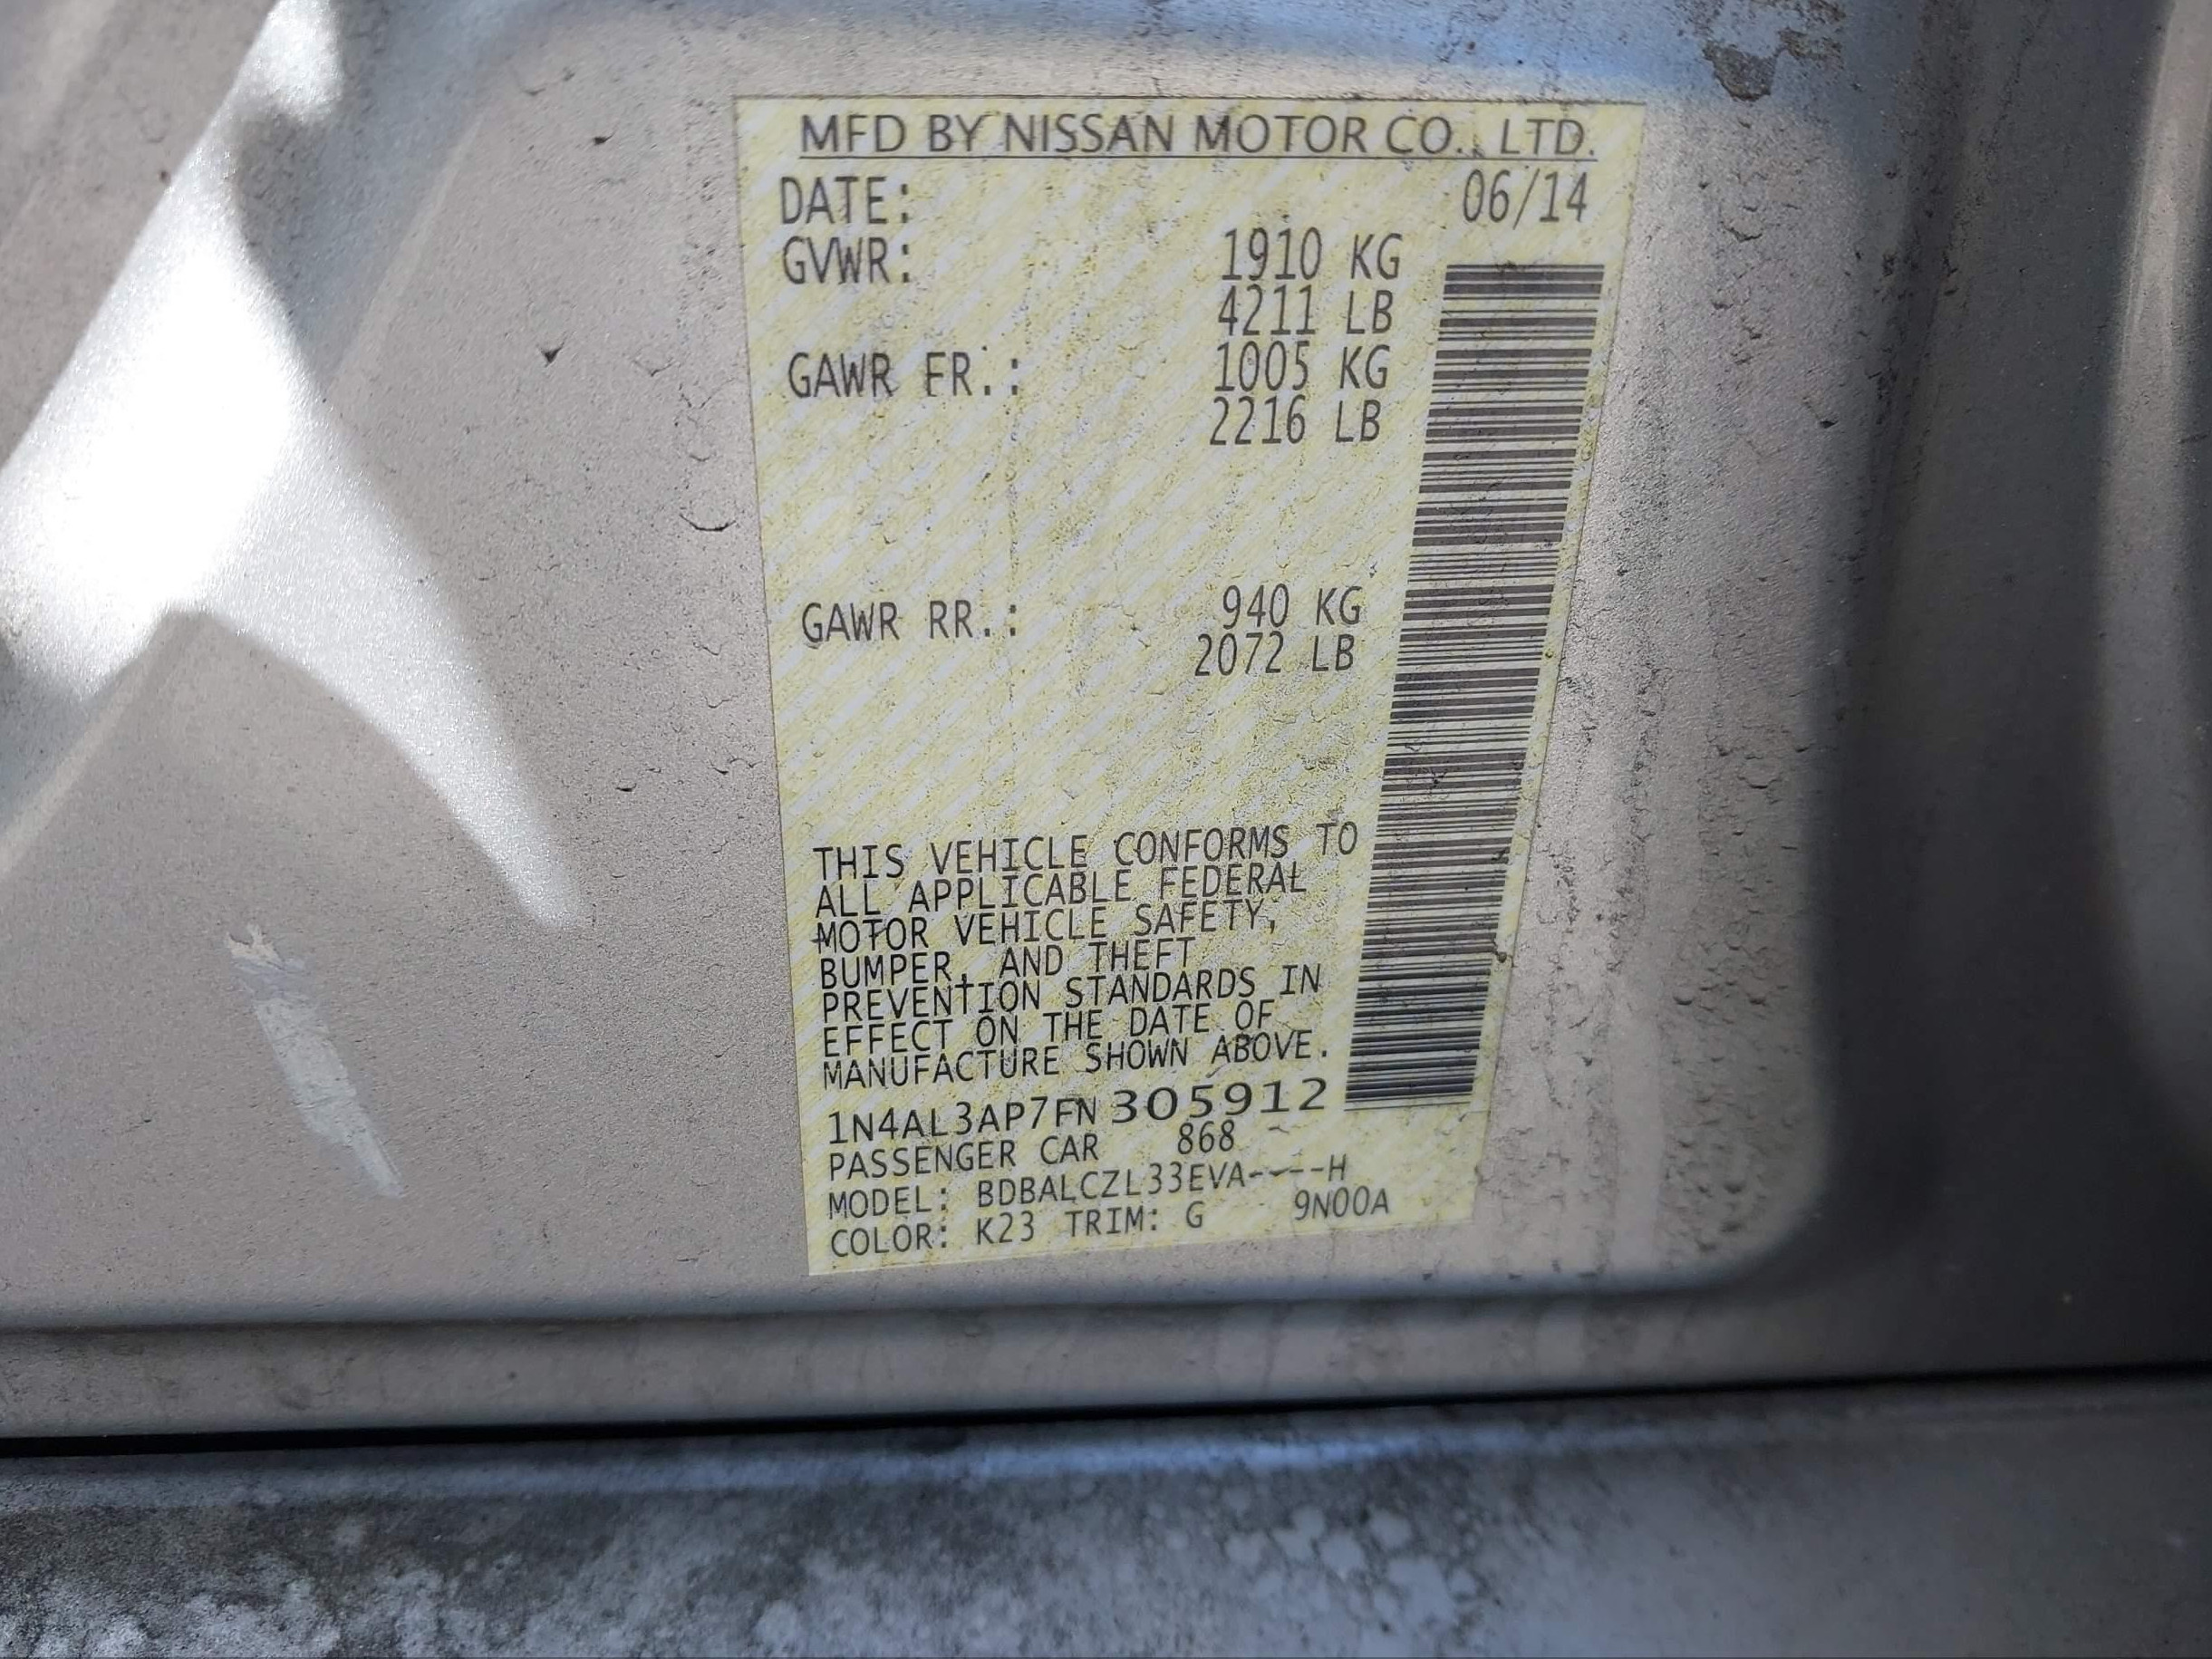 MFD BY NISSAN MOTOR CO., LTD.
DATE: 06/14
GVWR: 1910 KG
4211 LB
GAWR FR.: 1005 KG
2216 LB
GAWR RR.: 940 KG
2072 LB
THIS VEHICLE CONFORMS TO
ALL APPLICABLE FEDERAL
MOTOR VEHICLE SAFETY,
BUMPER, AND THEFT
PREVENTION STANDARDS IN
EFFECT ON THE DATE OF
MANUFACTURE SHOWN ABOVE.
1N4AL3AP7FN305912
PASSENGER CAR 868
MODEL: BDBALCZL33EVA----H
COLOR: K23 TRIM: G 9N00A